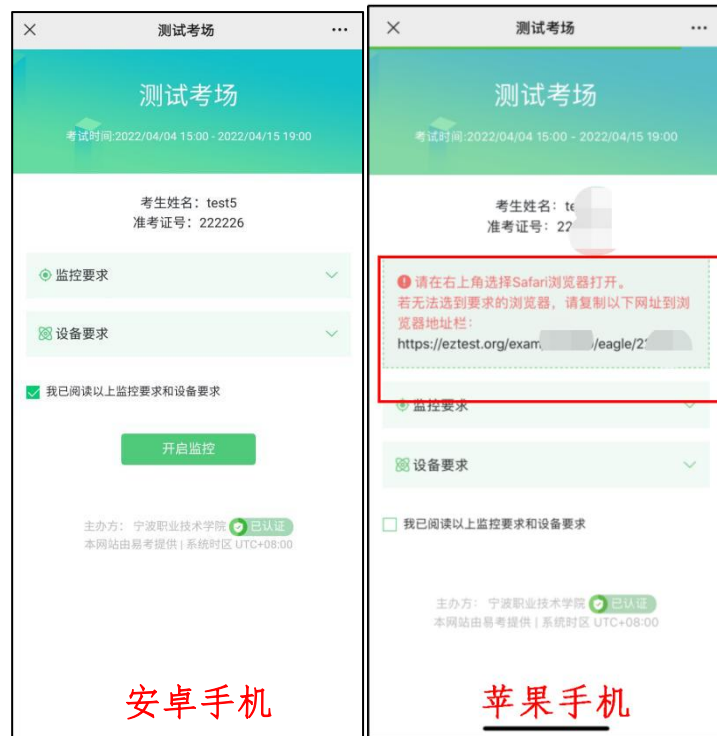 测试考场
测试考场
考试时间:2022/04/04 15:00 - 2022/04/15 19:00
考生姓名：test5
准考证号：222226
监控要求
设备要求
我已阅读以上监控要求和设备要求
开启监控
主办方： 宁波职业技术学院 已认证
本网站由易考提供 | 系统时区 UTC+08:00
安卓手机
测试考场
测试考场
考试时间:2022/04/04 15:00 - 2022/04/15 19:00
考生姓名：te
准考证号：22
请在右上角选择Safari浏览器打开。
若无法选到要求的浏览器，请复制以下网址到浏
览器地址栏：
https://eztest.org/exam /eagle/2
监控要求
设备要求
我已阅读以上监控要求和设备要求
主办方： 宁波职业技术学院 已认证
本网站由易考提供 | 系统时区 UTC+08:00
苹果手机